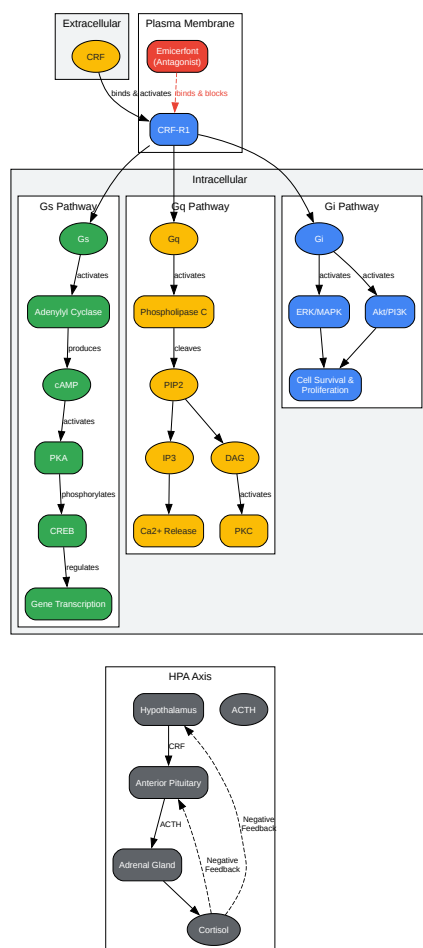 Extracellular
Plasma Membrane
CRF
Emicerfont
(Antagonist)
binds & activates
binds & blocks
CRF-R1
Intracellular
Gs Pathway
Gq Pathway
Gi Pathway
Gs
Gq
Gi
activates
activates
activates
activates
Adenylyl Cyclase
Phospholipase C
ERK/MAPK
Akt/PI3K
produces
cleaves
cAMP
PIP2
Cell Survival &
Proliferation
activates
PKA
IP3
DAG
phosphorylates
activates
CREB
Ca2+ Release
PKC
regulates
Gene Transcription
HPA Axis
Hypothalamus
ACTH
CRF
Anterior Pituitary
ACTH
Negative
Feedback
Adrenal Gland
Negative
Feedback
Cortisol